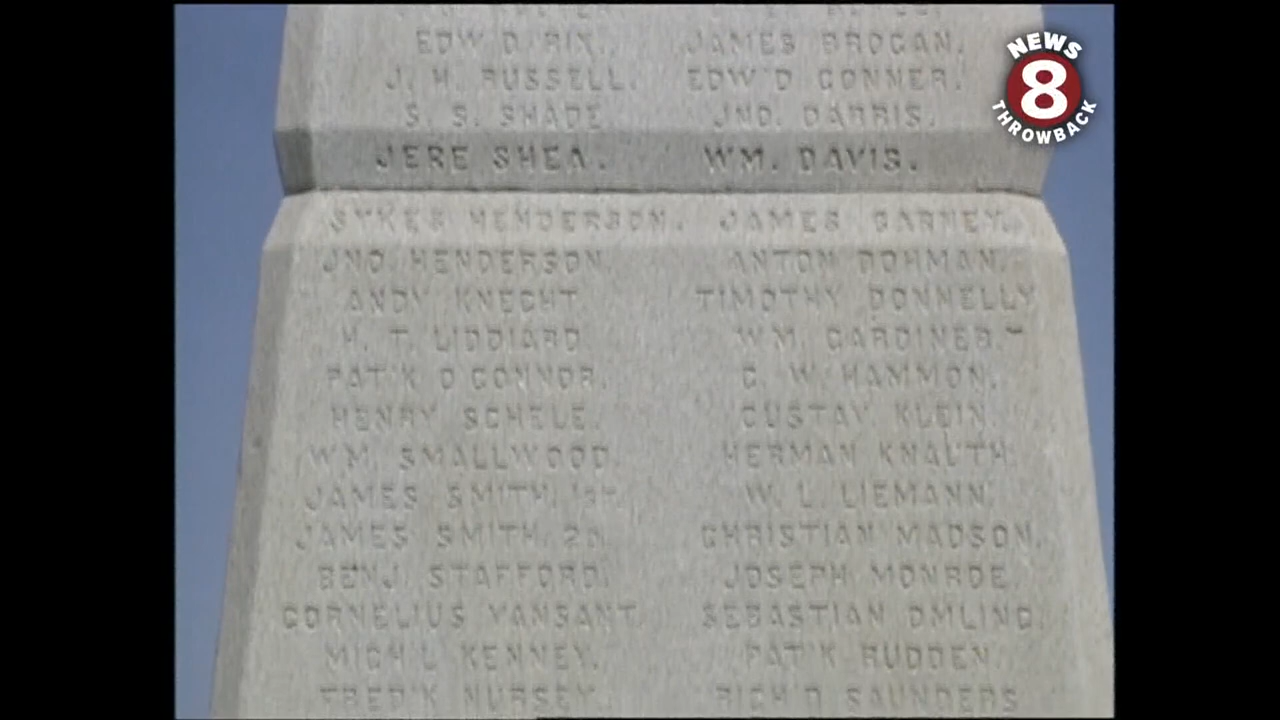 EDW'D. RIX. JAMES BROGAN.
J. H. RUSSELL. EDW'D CONNER.
S. S. SHADE JNO. DARRIS.
JERE SHEA. WM. DAVIS.
SYKES HENDERSON. JAMES CARNEY.
JNO. HENDERSON. ANTON DOHMAN.
ANDY KNECHT. TIMOTHY DONNELLY
H. T. LIDDIARD WM. GARDINER.
PAT'K O'CONNOR. C. W. HAMMON.
HENRY SCHELE. GUSTAV KLEIN.
WM. SMALLWOOD. HERMAN KNAUTH.
JAMES SMITH. 1ST. W. L. LIEMANN.
JAMES SMITH. 2D. CHRISTIAN MADSON.
BENJ. STAFFORD. JOSEPH MONROE.
CORNELIUS VANSANT. SEBASTIAN OMLING.
MICH'L KENNEY. PAT'K RUDDEN.
FRED'K NURSEY. RICH'D SAUNDERS
NEWS
8
THROWBACK